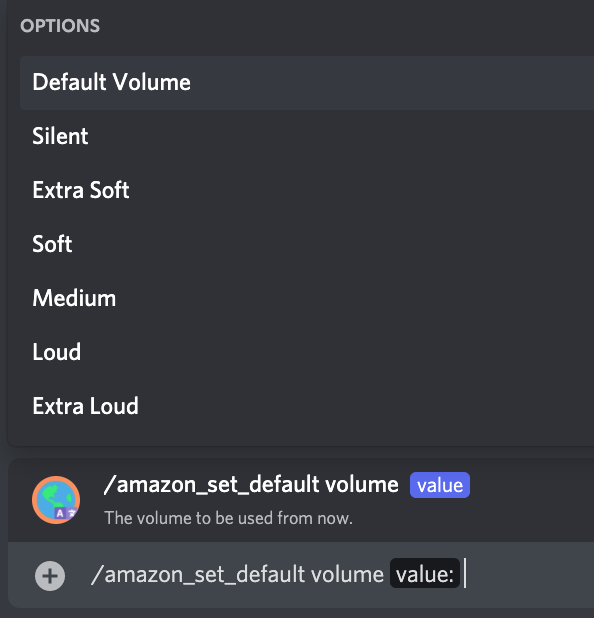 OPTIONS
Default Volume
Silent
Extra Soft
Soft
Medium
Loud
Extra Loud
/amazon_set_default volume value
The volume to be used from now.
/amazon_set_default volume value: